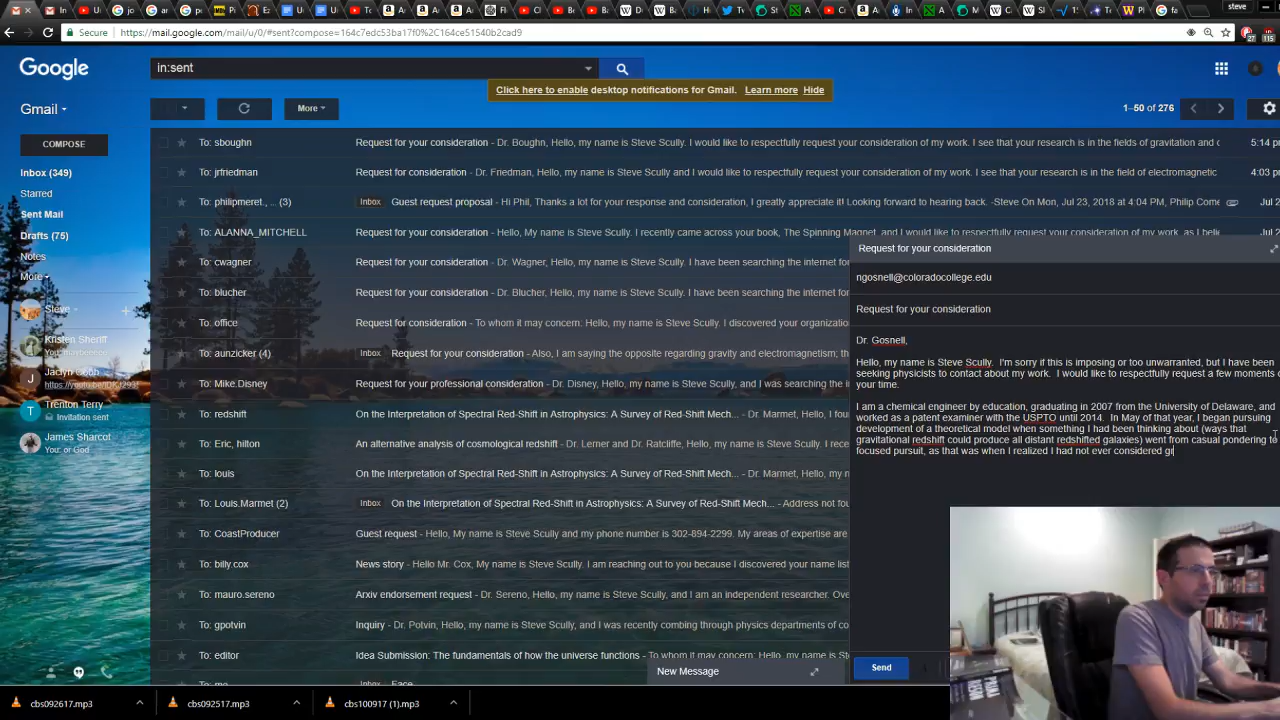 steve
Secure
https://mail.google.com/mail/u/0/#sent?compose=164c7edc53ba17f0%2C164ce51540b2cad9
27
115
Google
in:sent
Click here to enable desktop notifications for Gmail. Learn more Hide
Gmail
More
1–50 of 276
COMPOSE
Inbox (349)
Starred
Sent Mail
Drafts (75)
Notes
More
Steve
Kristen Sheriff
Jaclyn Cobb
Trenton Terry
Invitation sent
James Sharcot
You: or God
To: sboughn Request for your consideration - Dr. Boughn, Hello, my name is Steve Scully. I would like to respectfully request your consideration of my work. I see that your research is in the fields of gravitation and c 5:14 pm
To: jrfriedman Request for consideration - Dr. Friedman, Hello, my name is Steve Scully and I would like to respectfully request your consideration of my work. I see that your research is in the field of electromagnetic 4:03 pm
To: philipmeret., ... (3) Inbox Guest request proposal - Hi Phil, Thanks a lot for your response and consideration, I greatly appreciate it! Looking forward to hearing back. -Steve On Mon, Jul 23, 2018 at 4:04 PM, Philip Come Jul 2
To: ALANNA_MITCHELL Request for consideration - Hello, My name is Steve Scully. I recently came across your book, The Spinning Magnet, and I would like to respectfully request your consideration of my work, as I bel
To: cwagner Request for consideration - Dr. Wagner, Hello, my name is Steve Scully. I have been searching the inter
To: blucher Request for consideration - Dr. Blucher, Hello, my name is Steve Scully. I have been searching the interne
To: office Request for consideration - To whom it may concern: Hello, my name is Steve Scully. I discovered your organizatio
To: aunzicker (4) Inbox Request for your consideration - Also, I am saying the opposite regarding gravity and electromagnetism; the
To: Mike.Disney Request for your professional consideration - Dr. Disney, Hello, my name is Steve Scully, and I was searching the
To: redshift On the Interpretation of Spectral Red-Shift in Astrophysics: A Survey of Red-Shift Mech... - Dr. Marmet, Hello, I fou
To: Eric, hilton An alternative analysis of cosmological redshift - Dr. Lerner and Dr. Ratcliffe, Hello, my name is Steve Scully
To: louis On the Interpretation of Spectral Red-Shift in Astrophysics: A Survey of Red-Shift Mech... - Dr. Marmet, Hello, my
To: Louis.Marmet (2) Inbox On the Interpretation of Spectral Red-Shift in Astrophysics: A Survey of Red-Shift Mech... - Address not fou
To: CoastProducer Guest request - Hello, My name is Steve Scully and my phone number is 302-894-2299. My areas of expertise are
To: billy.cox News story - Hello Mr. Cox, My name is Steve Scully. I am reaching out to you because I discovered your name list
To: mauro.sereno Arxiv endorsement request - Dr. Sereno, Hello, my name is Steve Scully, and I am an independent researcher. Ove
To: gpotvin Inquiry - Dr. Potvin, Hello, my name is Steve Scully, and I was recently combing through physics departments of co
To: editor Idea Submission: The fundamentals of how the universe functions - To whom it may concern: Hello, my name is St
To: me Face
Request for your consideration
ngosnell@coloradocollege.edu
Request for your consideration
Dr. Gosnell,
Hello, my name is Steve Scully. I'm sorry if this is imposing or too unwarranted, but I have been
seeking physicists to contact about my work. I would like to respectfully request a few moments o
your time.
I am a chemical engineer by education, graduating in 2007 from the University of Delaware, and
worked as a patent examiner with the USPTO until 2014. In May of that year, I began pursuing
development of a theoretical model when something I had been thinking about (ways that
gravitational redshift could produce all distant redshifted galaxies) went from casual pondering to
focused pursuit, as that was when I realized I had not ever considered gr
Send
New Message
cbs092617.mp3
cbs092517.mp3
cbs100917 (1).mp3